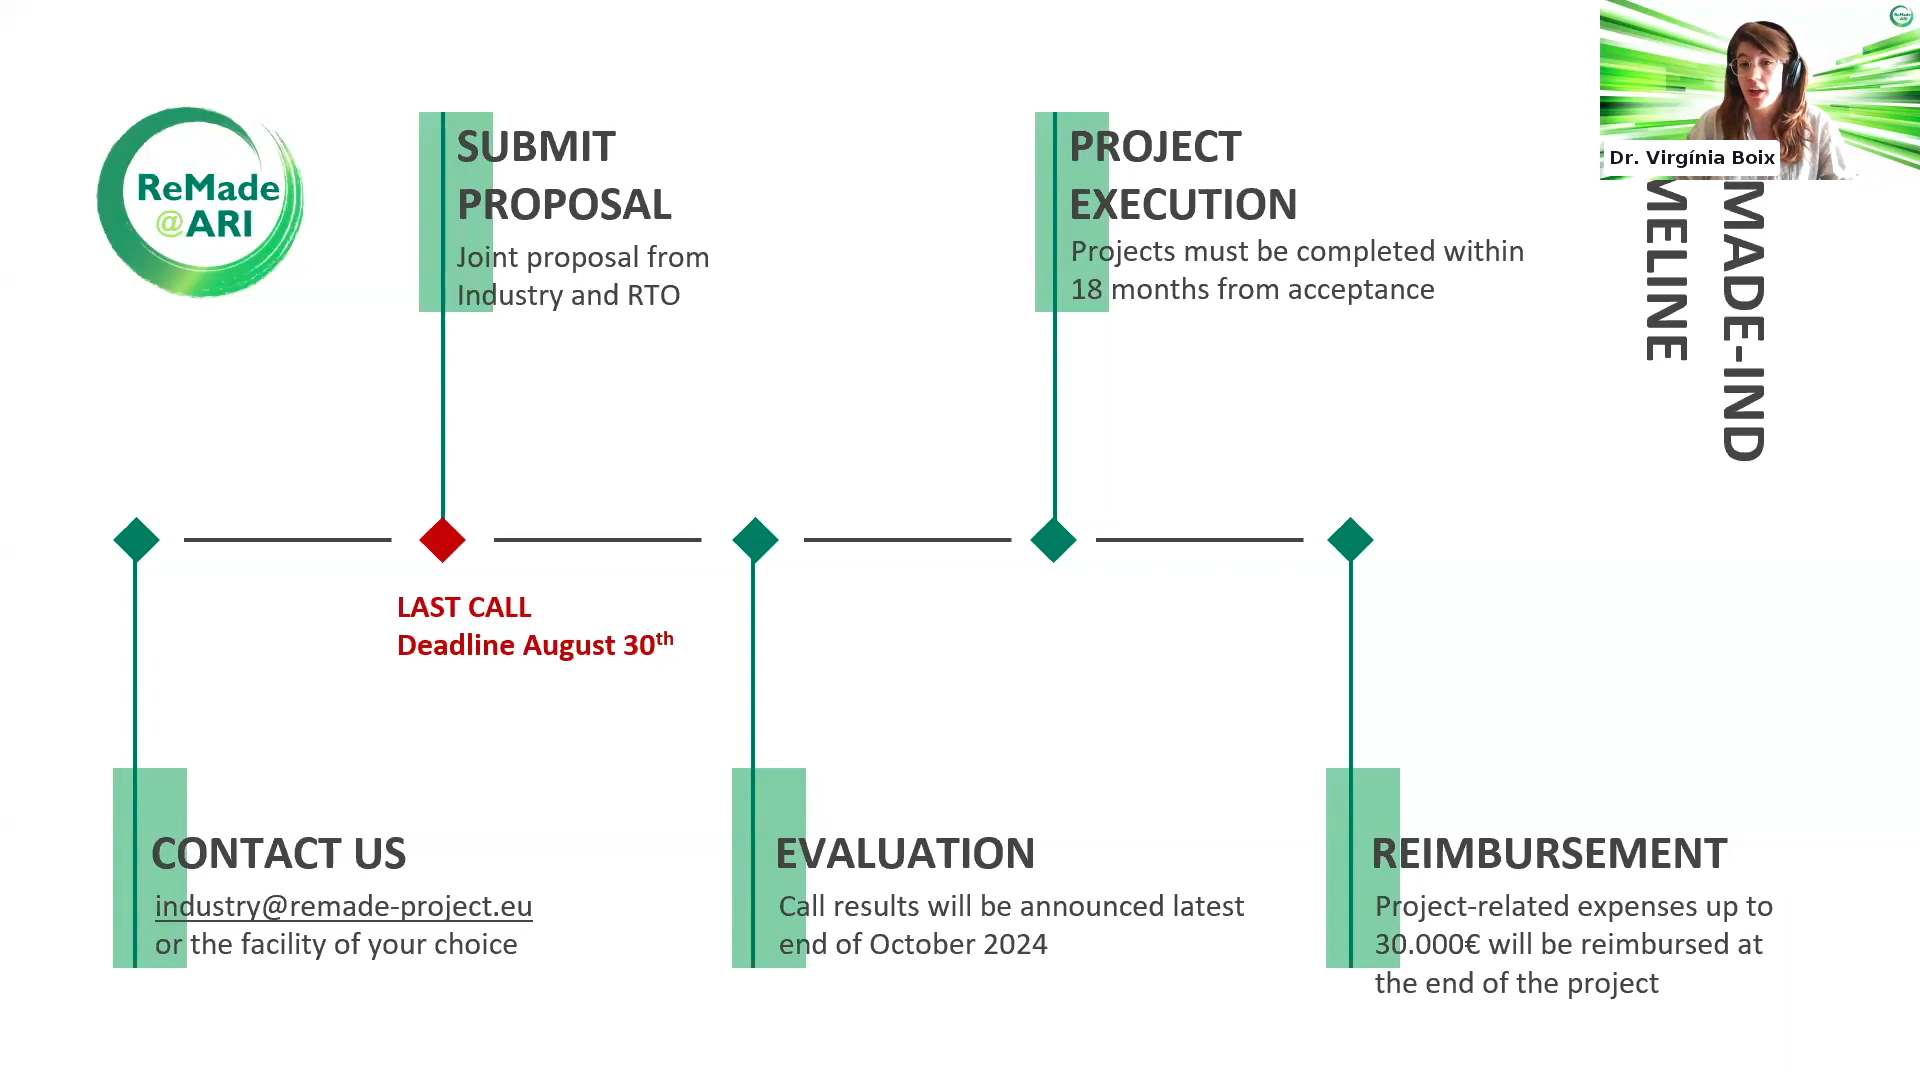 ReMade
@ARI
SUBMIT
PROPOSAL
Joint proposal from
Industry and RTO
PROJECT
EXECUTION
Projects must be completed within
18 months from acceptance
ReMade
@ARI
Dr. Virgínia Boix
MADE-IND
MELINE
LAST CALL
Deadline August 30th
CONTACT US
industry@remade-project.eu
or the facility of your choice
EVALUATION
Call results will be announced latest
end of October 2024
REIMBURSEMENT
Project-related expenses up to
30.000€ will be reimbursed at
the end of the project